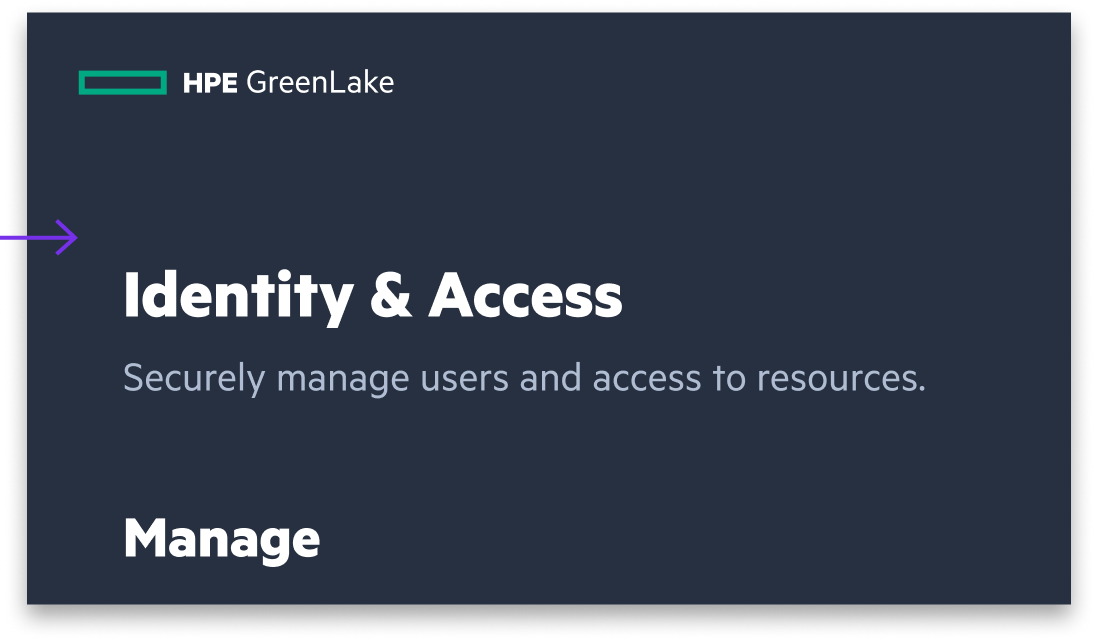 HPE GreenLake
Identity & Access
Securely manage users and access to resources.
Manage